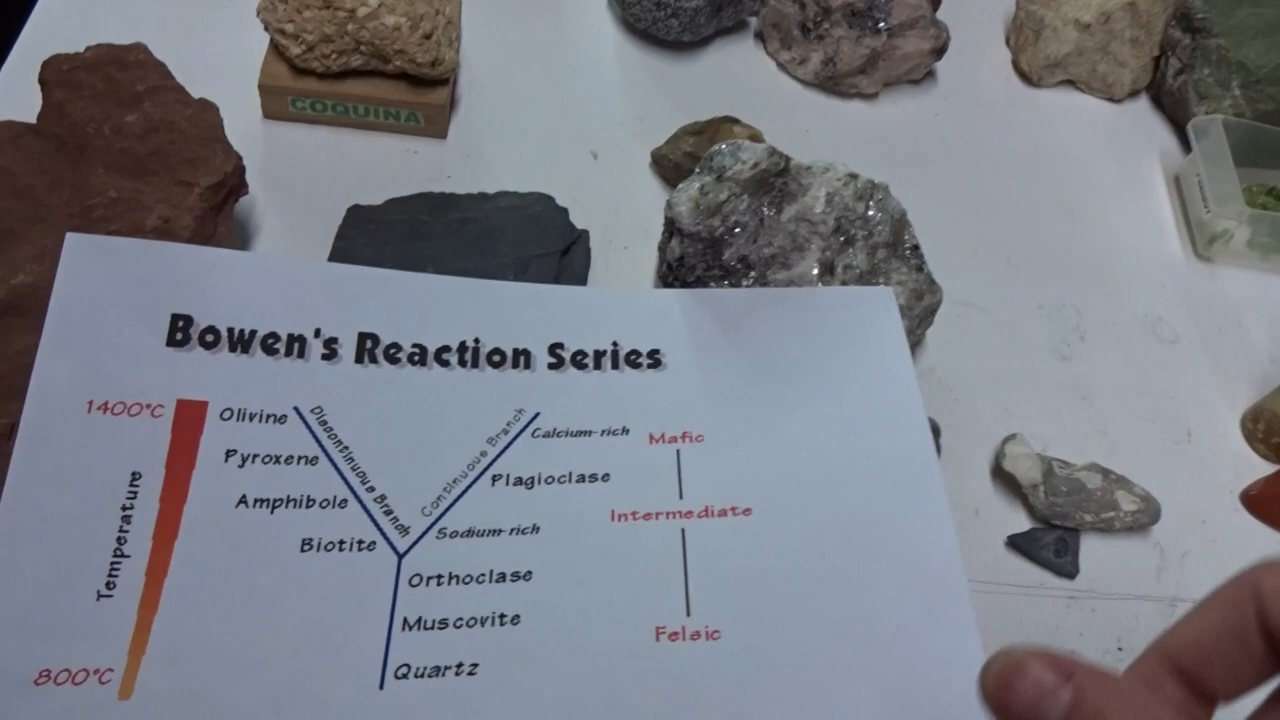 COQUINA
Bowen's Reaction Series
1400°C
Temperature
800°C
Olivine
Pyroxene
Amphibole
Biotite
Discontinuous Branch
Continuous Branch
Calcium-rich
Plagioclase
Sodium-rich
Orthoclase
Muscovite
Quartz
Mafic
Intermediate
Felsic